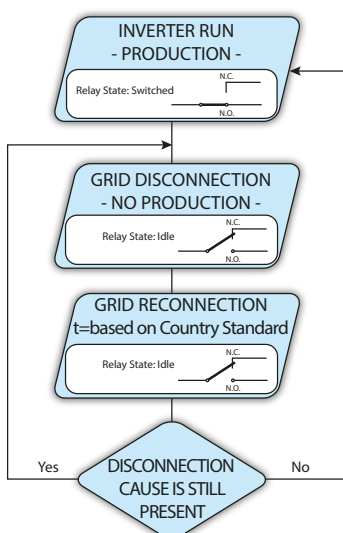 INVERTER RUN
- PRODUCTION -
N.C.
Relay State: Switched
N.O.
GRID DISCONNECTION
- NO PRODUCTION -
N.C.
Relay State: Idle
N.O.
GRID RECONNECTION
t=based on Country Standard
N.C.
Relay State: Idle
N.O.
Yes
DISCONNECTION
CAUSE IS STILL
PRESENT
No